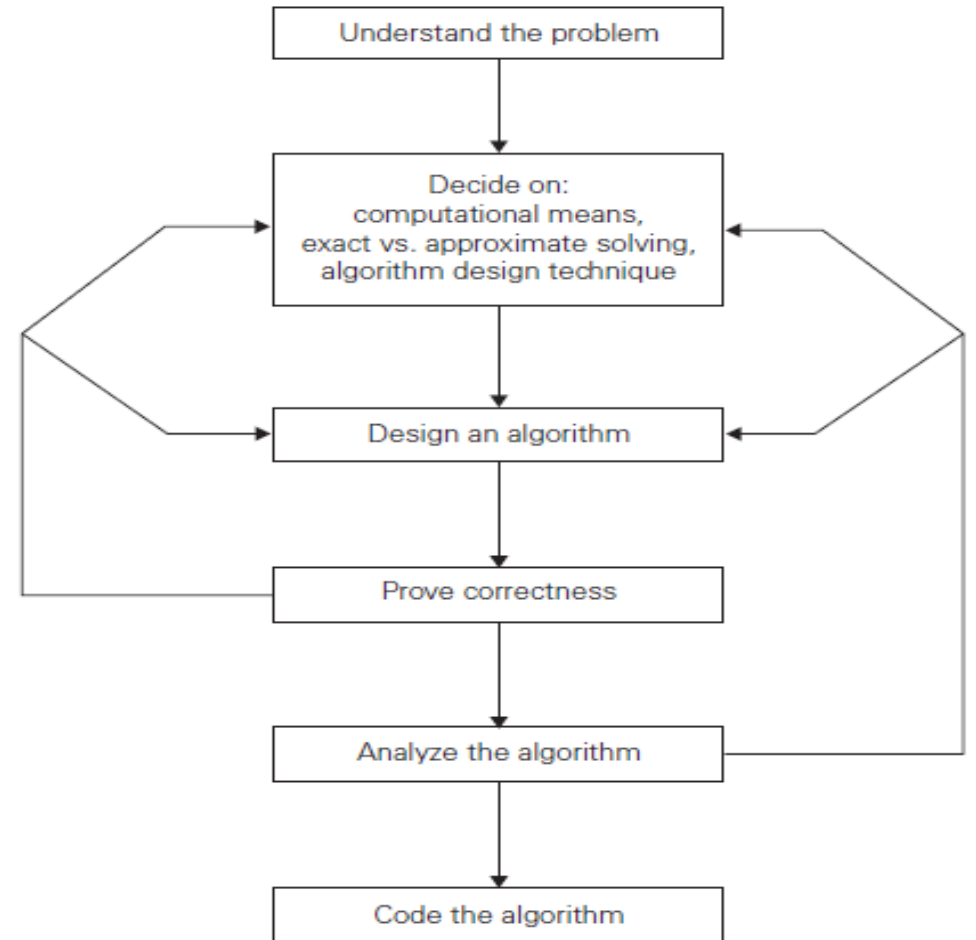 Understand the problem
Decide on:
computational means,
exact vs. approximate solving,
algorithm design technique
Design an algorithm
Prove correctness
Analyze the algorithm
Code the algorithm